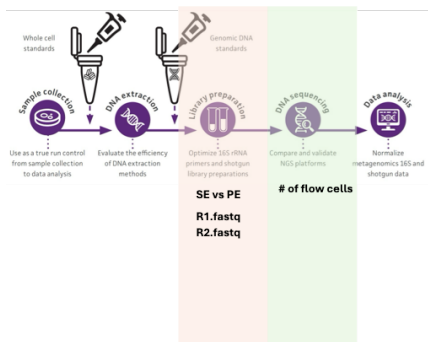 Whole cell
standards
Genomic DNA
standards
Sample collection
DNA extraction
Library preparation
DNA sequencing
Data analysis
Use as a true run control
from sample collection
to data analysis
Evaluate the efficiency
of DNA extraction
methods
Optimize 16S rRNA
primers and shotgun
library preparations
Compare and validate
NGS platforms
Normalize
metagenomics 16S and
shotgun data
SE vs PE
R1.fastq
R2.fastq
# of flow cells